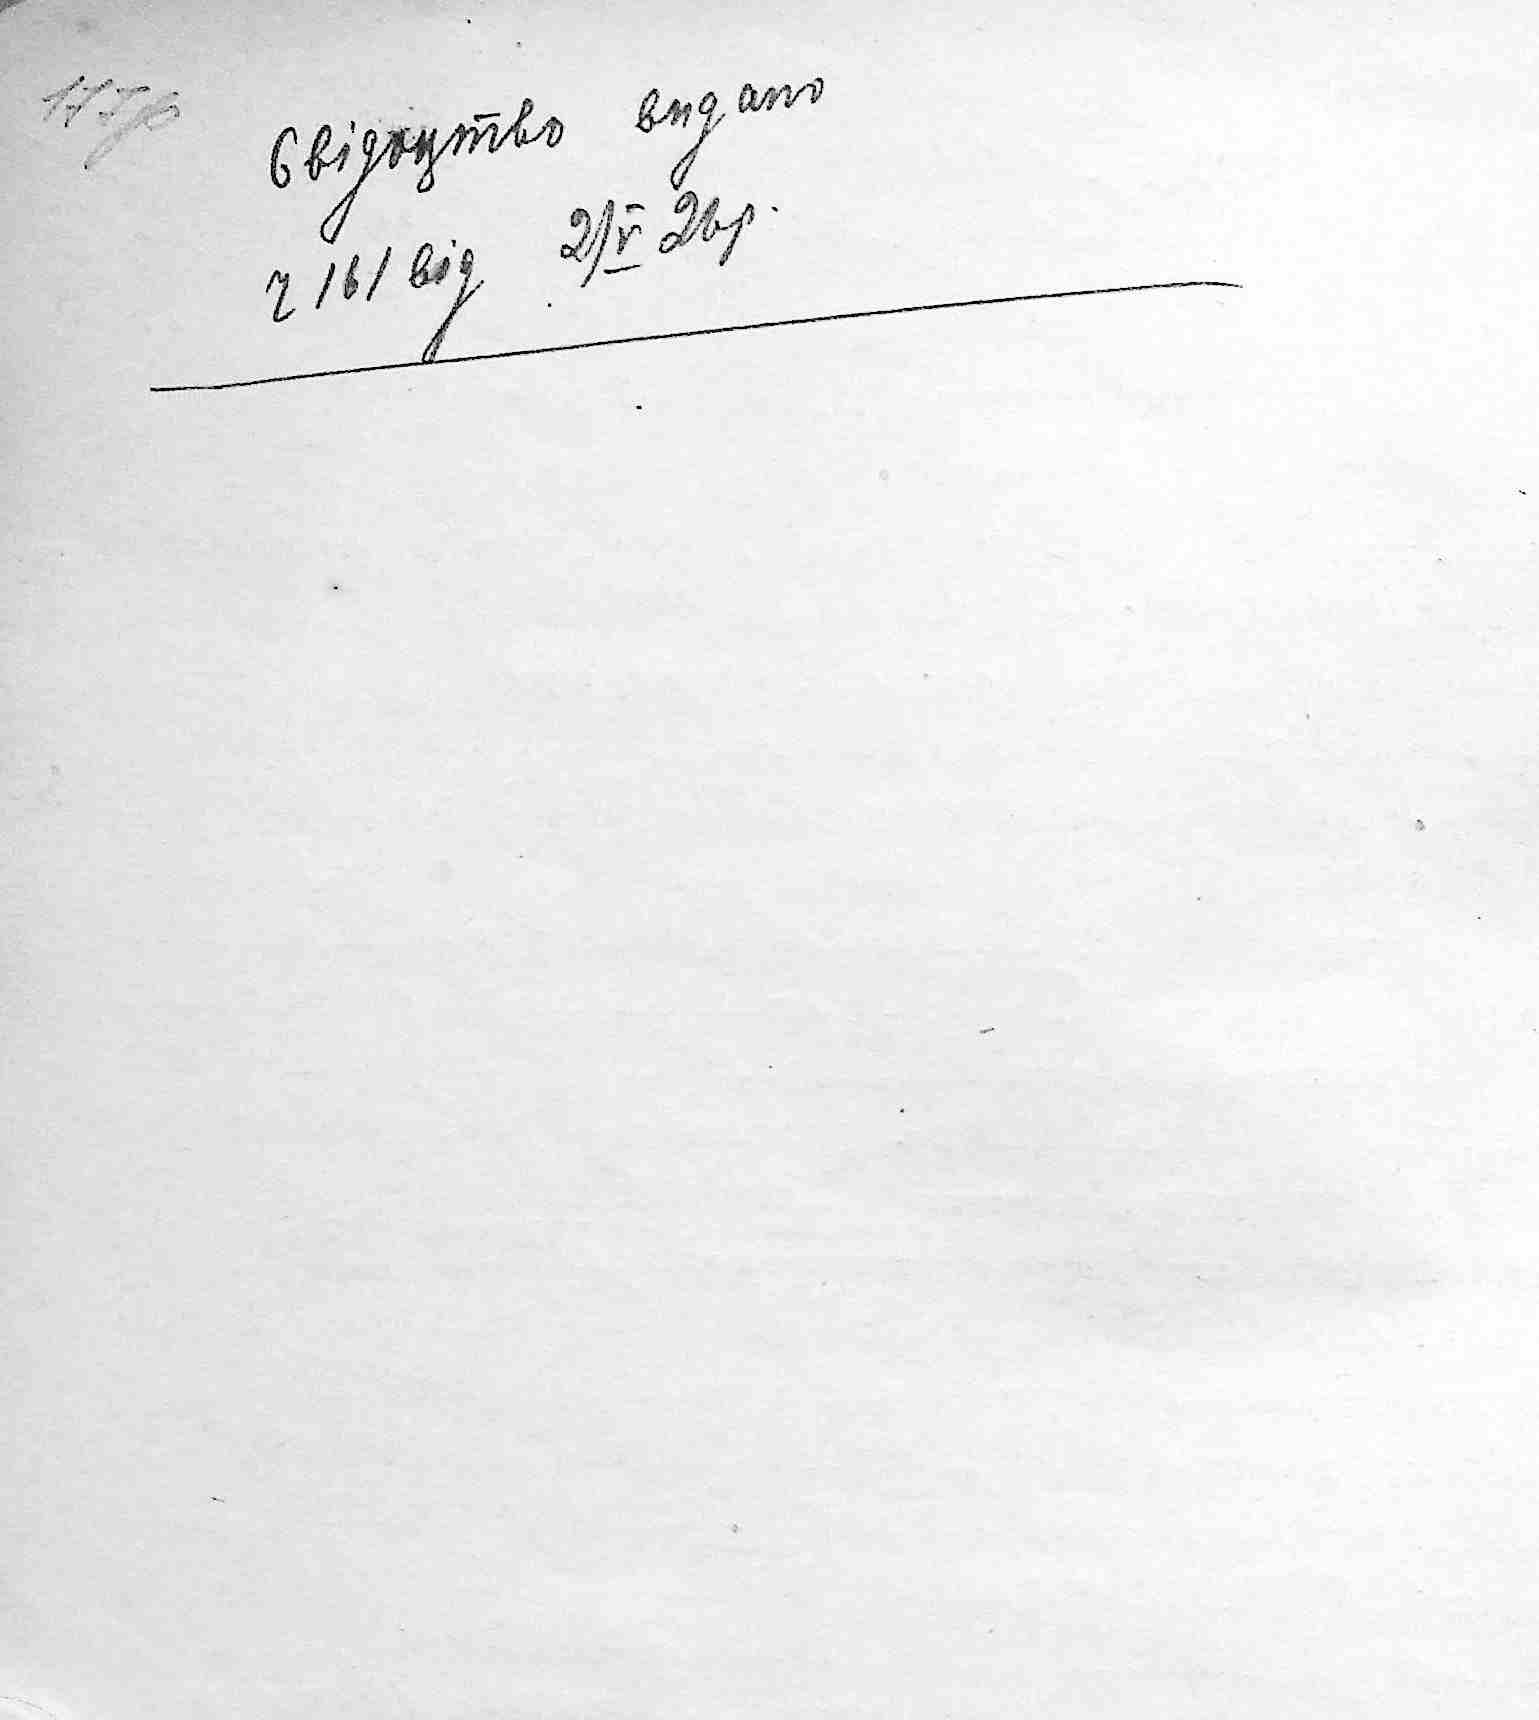 Свідоцтво видано
ч 161 від 2/V 26р.